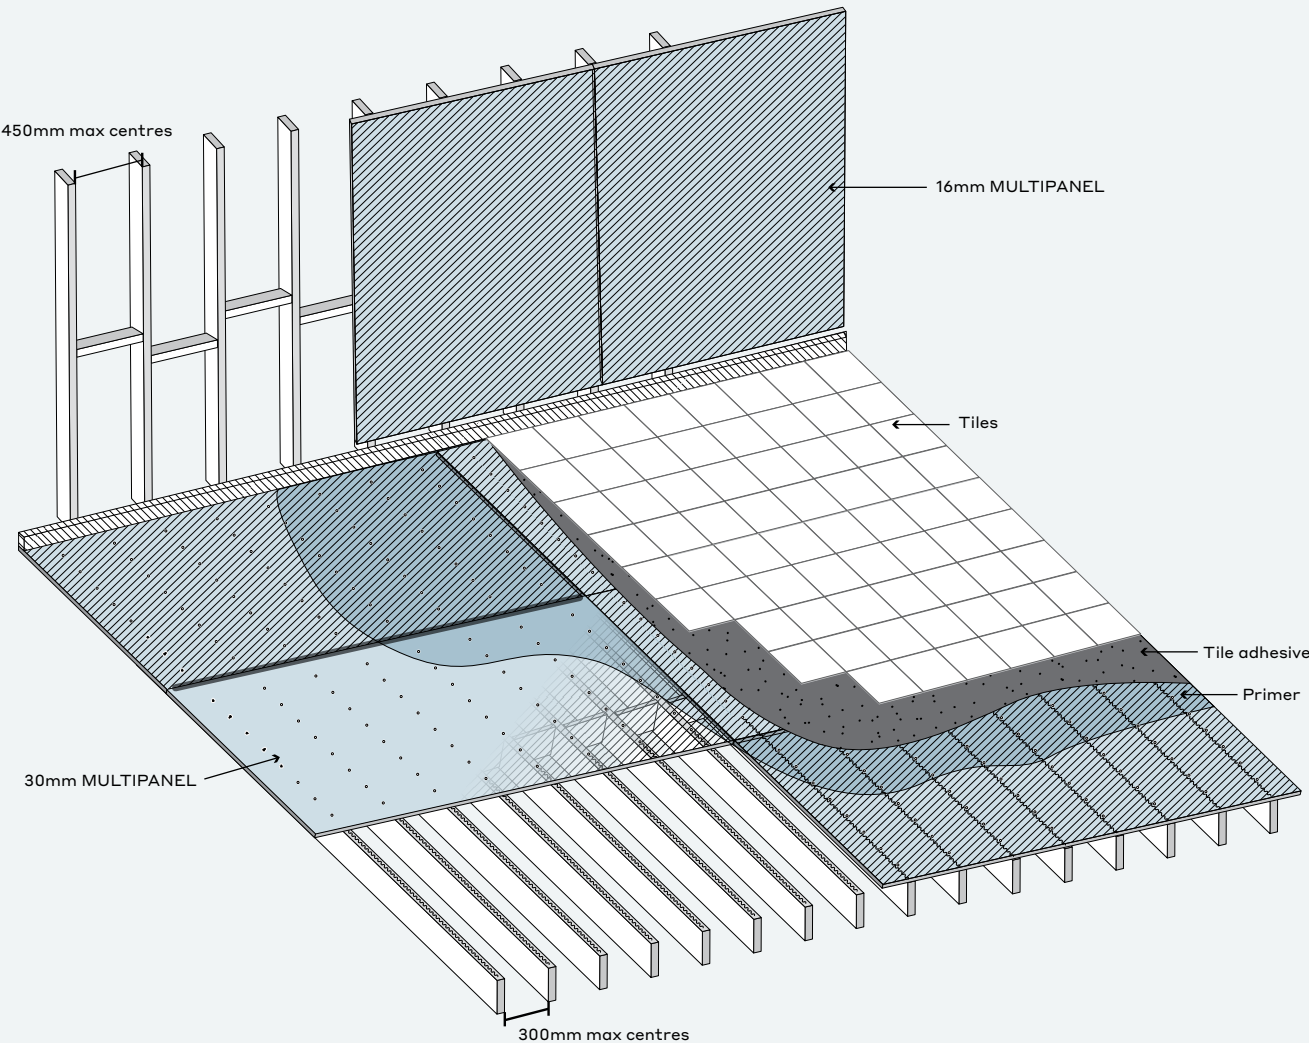 450mm max centres
16mm MULTIPANEL
Tiles
Tile adhesive
Primer
30mm MULTIPANEL
300mm max centres